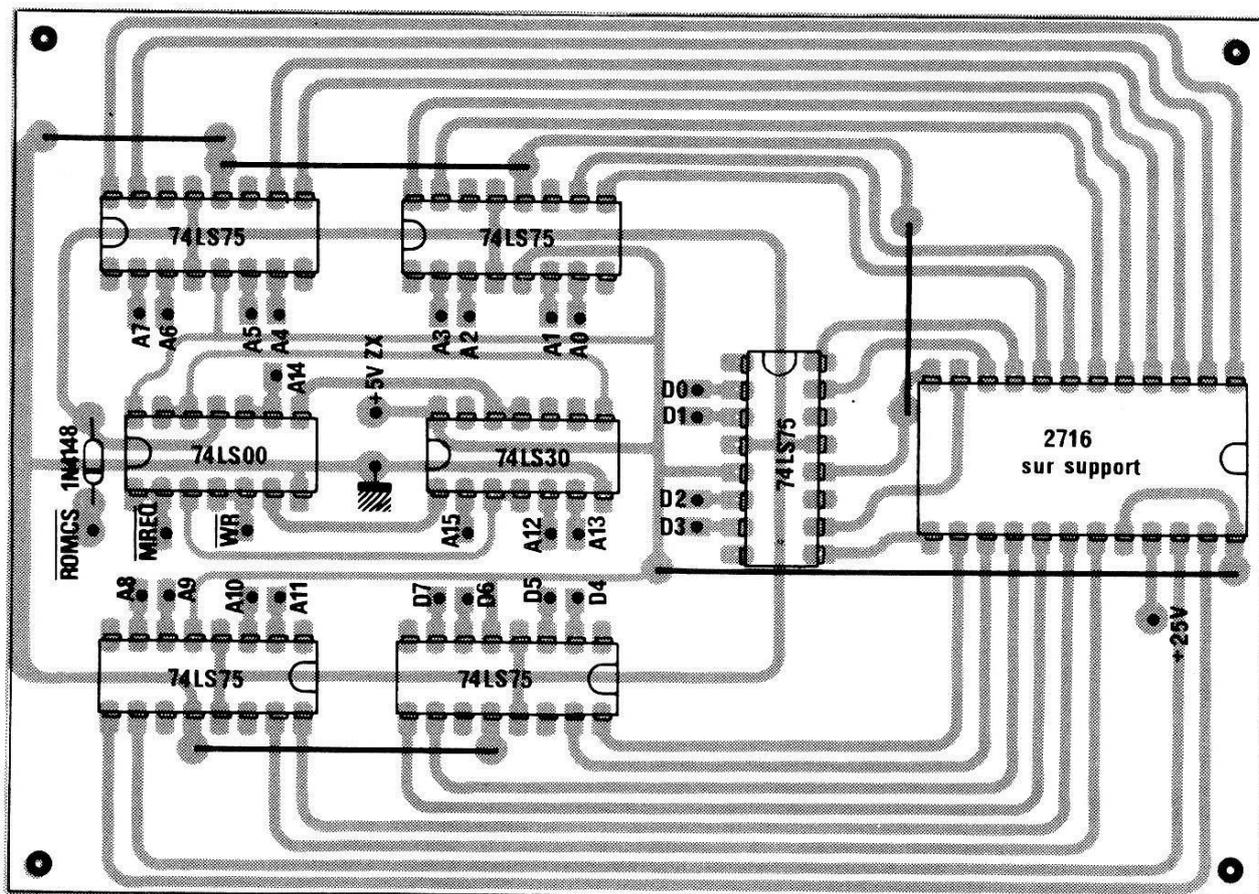 74LS75
74LS75
A7
A6
A5
A4
A3
A2
A1
A0
A14
+5V ZX
D0
D1
74LS75
D2
D3
2716
sur support
1N4148
74LS00
74LS30
ROMCS
MREQ
WR
A15
A12
A13
A8
A9
A10
A11
D7
D6
D5
D4
+25V
74LS75
74LS75